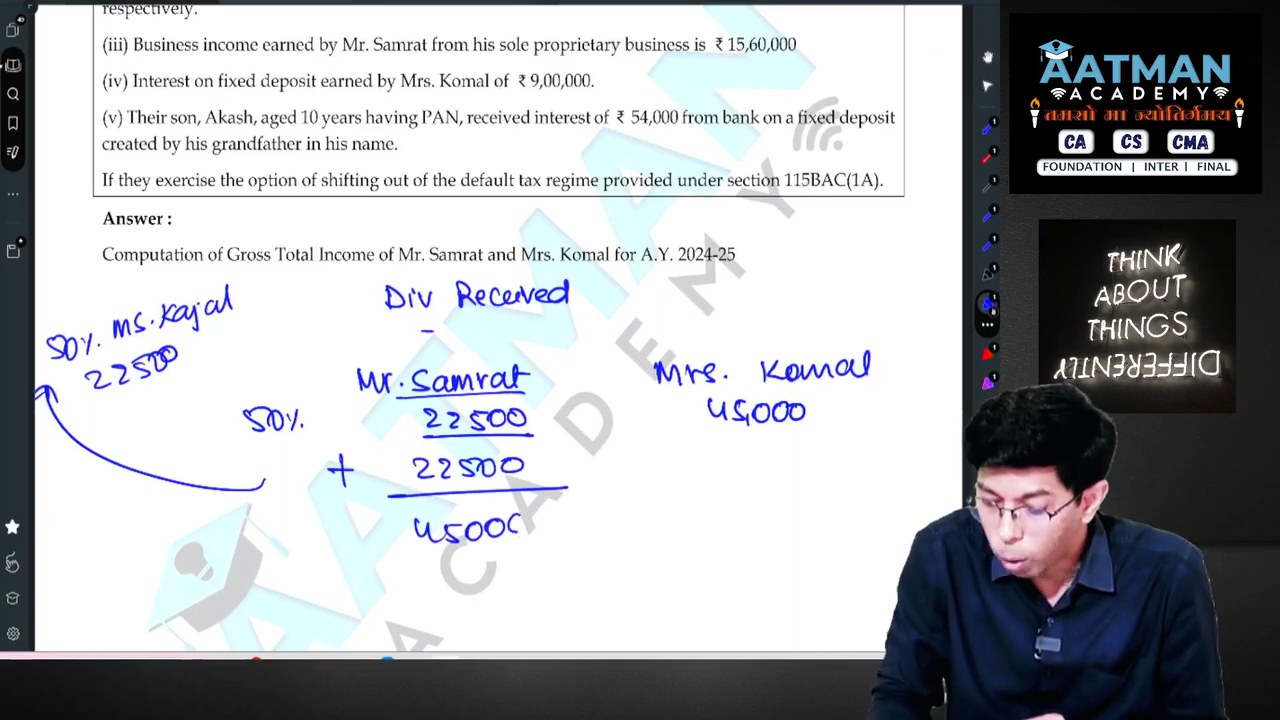 respectively.
(iii) Business income earned by Mr. Samrat from his sole proprietary business is ₹ 15,60,000
(iv) Interest on fixed deposit earned by Mrs. Komal of ₹ 9,00,000.
(v) Their son, Akash, aged 10 years having PAN, received interest of ₹ 54,000 from bank on a fixed deposit
created by his grandfather in his name.
If they exercise the option of shifting out of the default tax regime provided under section 115BAC(1A).
Answer :
Computation of Gross Total Income of Mr. Samrat and Mrs. Komal for A.Y. 2024-25
Div Received
50%. Ms. Kajal
22500
Mr. Samrat
Mrs. Komal
50%. 22500
45,000
+ 22500
45000
AATMAN ACADEMY
AATMAN
ACADEMY
तमसो मा ज्योतिर्गमय
CA CS CMA
FOUNDATION | INTER | FINAL
THINK
ABOUT
THINGS
DIFFERENTLY